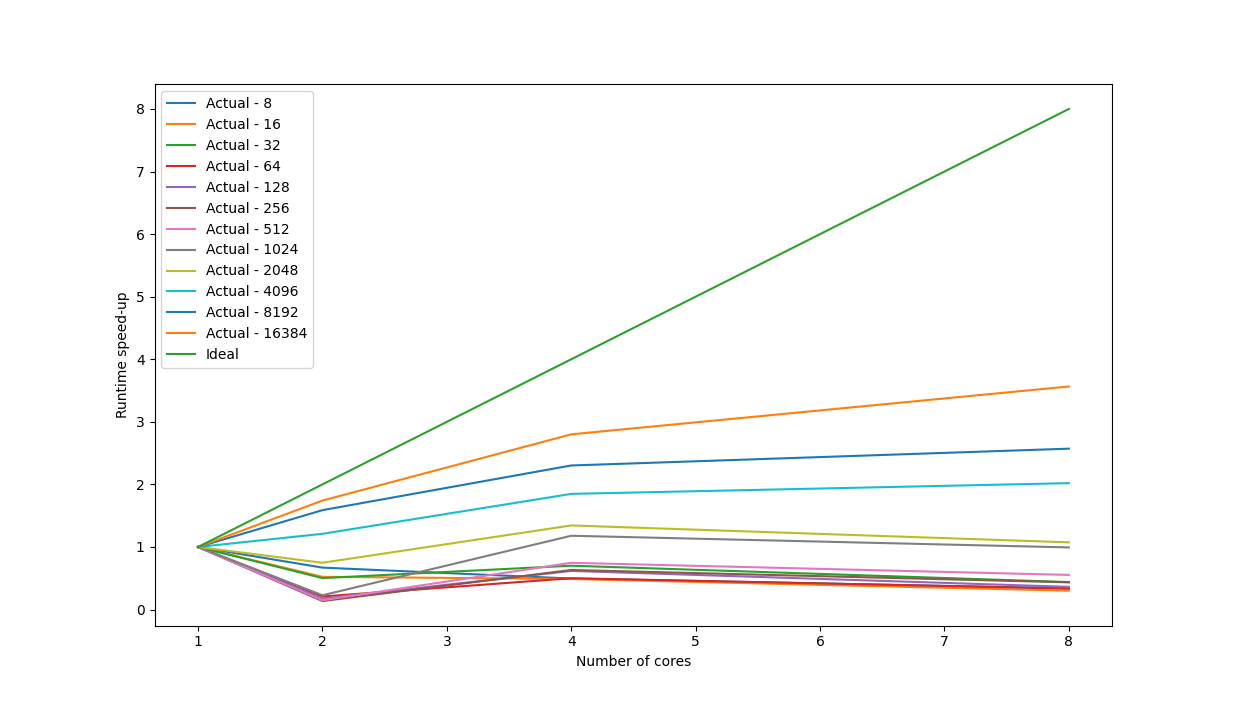 Actual - 8
Actual - 16
Actual - 32
Actual - 64
Actual - 128
Actual - 256
Actual - 512
Actual - 1024
Actual - 2048
Actual - 4096
Actual - 8192
Actual - 16384
Ideal
8
7
6
5
4
3
2
1
0
Runtime speed-up
1 2 3 4 5 6 7 8
Number of cores